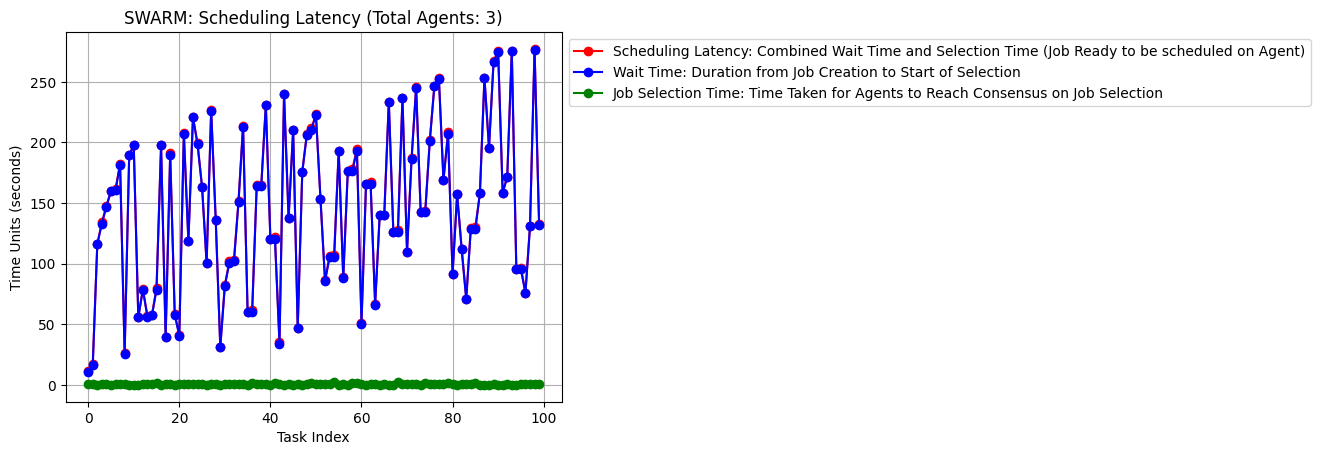 SWARM: Scheduling Latency (Total Agents: 3)
Scheduling Latency: Combined Wait Time and Selection Time (Job Ready to be scheduled on Agent)
Wait Time: Duration from Job Creation to Start of Selection
Job Selection Time: Time Taken for Agents to Reach Consensus on Job Selection
Time Units (seconds)
250
200
150
100
50
0
0 20 40 60 80 100
Task Index